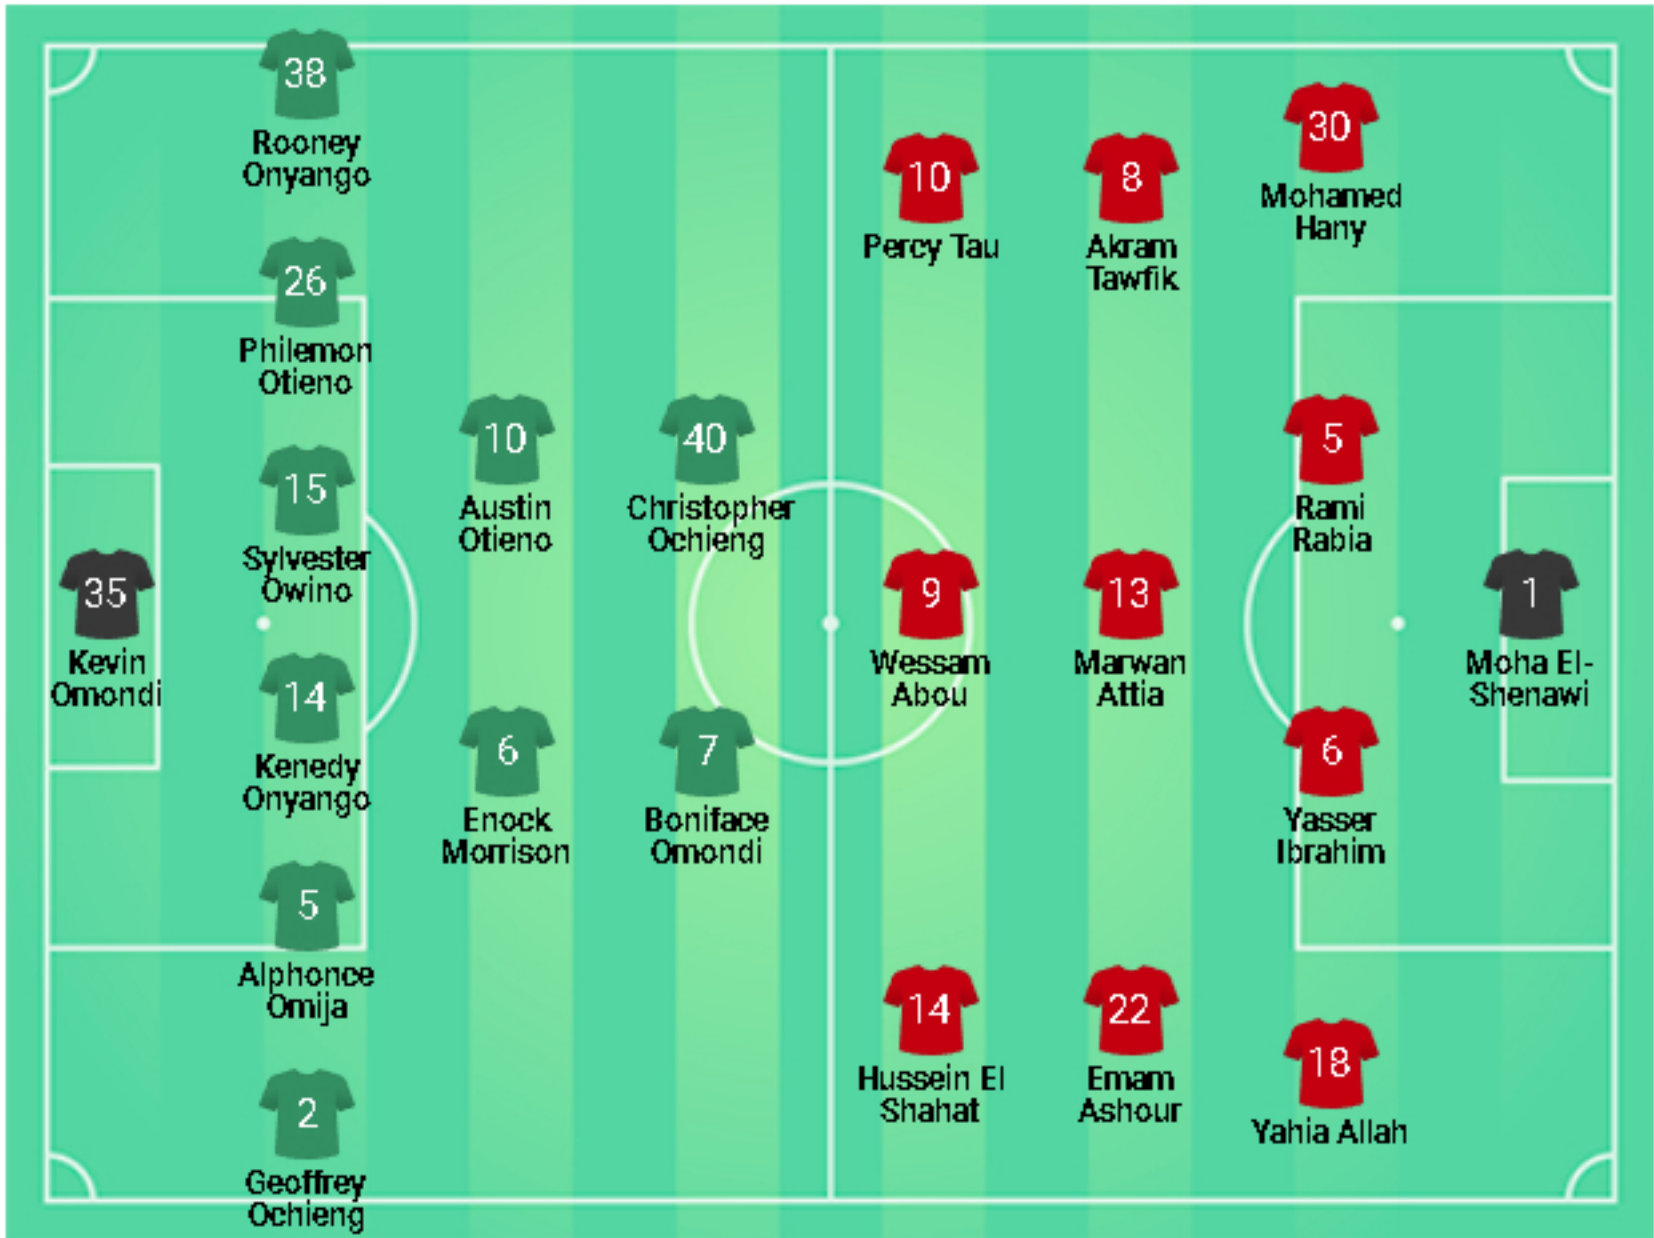 38
Rooney
Onyango
26
Philemon
Otieno
15
Sylvester
Owino
14
Kenedy
Onyango
5
Alphonce
Omija
2
Geoffrey
Ochieng
35
Kevin
Omondi
10
Austin
Otieno
6
Enock
Morrison
40
Christopher
Ochieng
7
Boniface
Omondi
10
Percy Tau
9
Wessam
Abou
14
Hussein El
Shahat
8
Akram
Tawfik
13
Marwan
Attia
22
Emam
Ashour
30
Mohamed
Hany
5
Rami
Rabia
6
Yasser
Ibrahim
18
Yahia Allah
1
Moha El-
Shenawi